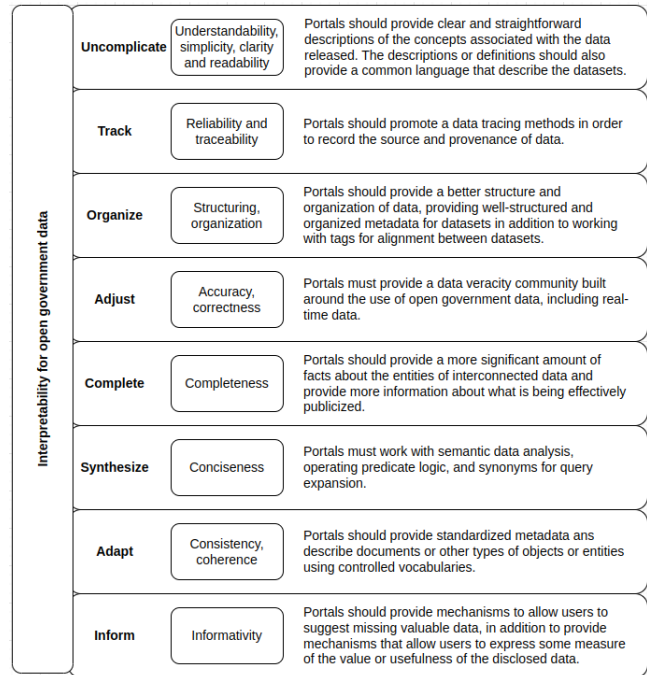 Interpretability for open government data
Uncomplicate
Understandability,
simplicity, clarity
and readability
Portals should provide clear and straightforward
descriptions of the concepts associated with the data
released. The descriptions or definitions should also
provide a common language that describe the datasets.
Track
Reliability and
traceability
Portals should promote a data tracing methods in order
to record the source and provenance of data.
Organize
Structuring,
organization
Portals should provide a better structure and
organization of data, providing well-structured and
organized metadata for datasets in addition to working
with tags for alignment between datasets.
Adjust
Accuracy,
correctness
Portals must provide a data veracity community built
around the use of open government data, including real-
time data.
Complete
Completeness
Portals should provide a more significant amount of
facts about the entities of interconnected data and
provide more information about what is being effectively
publicized.
Synthesize
Conciseness
Portals must work with semantic data analysis,
operating predicate logic, and synonyms for query
expansion.
Adapt
Consistency,
coherence
Portals should provide standardized metadata ans
describe documents or other types of objects or entities
using controlled vocabularies.
Inform
Informativity
Portals should provide mechanisms to allow users to
suggest missing valuable data, in addition to provide
mechanisms that allow users to express some measure
of the value or usefulness of the disclosed data.